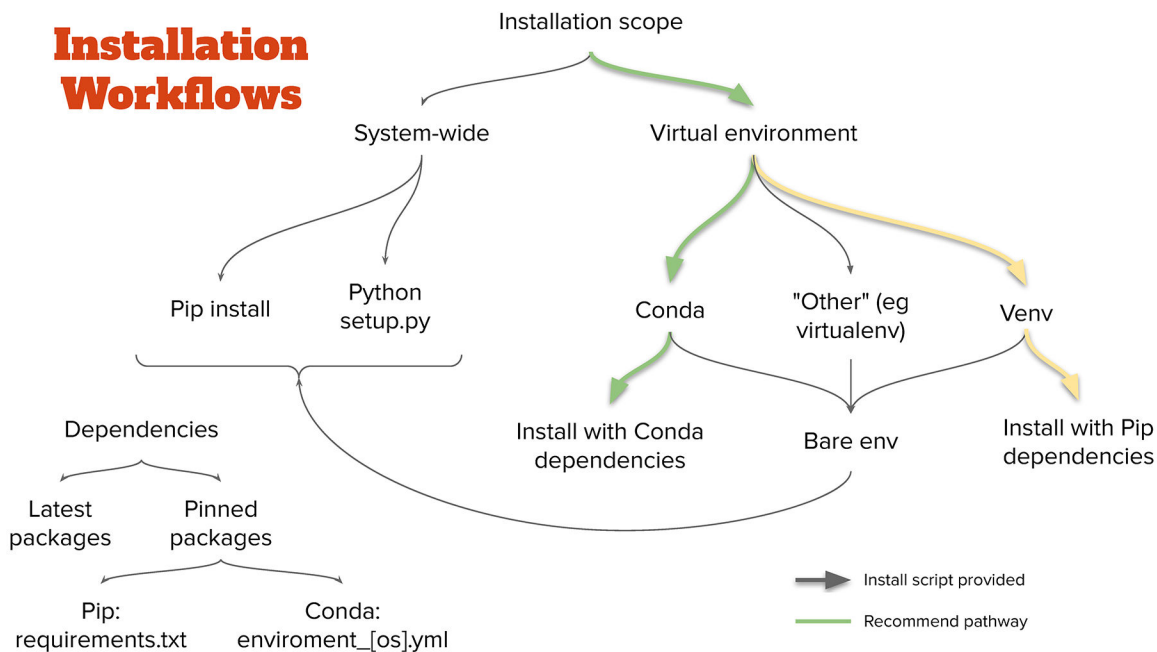 Installation
Workflows
Installation scope
System-wide
Virtual environment
Pip install
Python
setup.py
Conda
"Other" (eg
virtualenv)
Venv
Dependencies
Install with Conda
dependencies
Bare env
Install with Pip
dependencies
Latest
packages
Pinned
packages
Pip:
requirements.txt
Conda:
enviroment_[os].yml
Install script provided
Recommend pathway